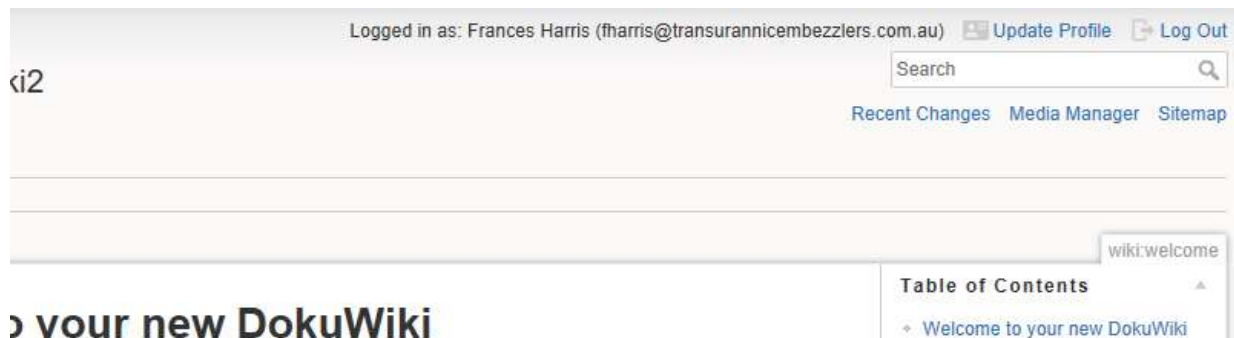 Logged in as: Frances Harris (fharris@transurannicembezzlers.com.au) Update Profile Log Out
Search
ki2
Recent Changes Media Manager Sitemap
wiki:welcome
Table of Contents
o your new DokuWiki
Welcome to your new DokuWiki